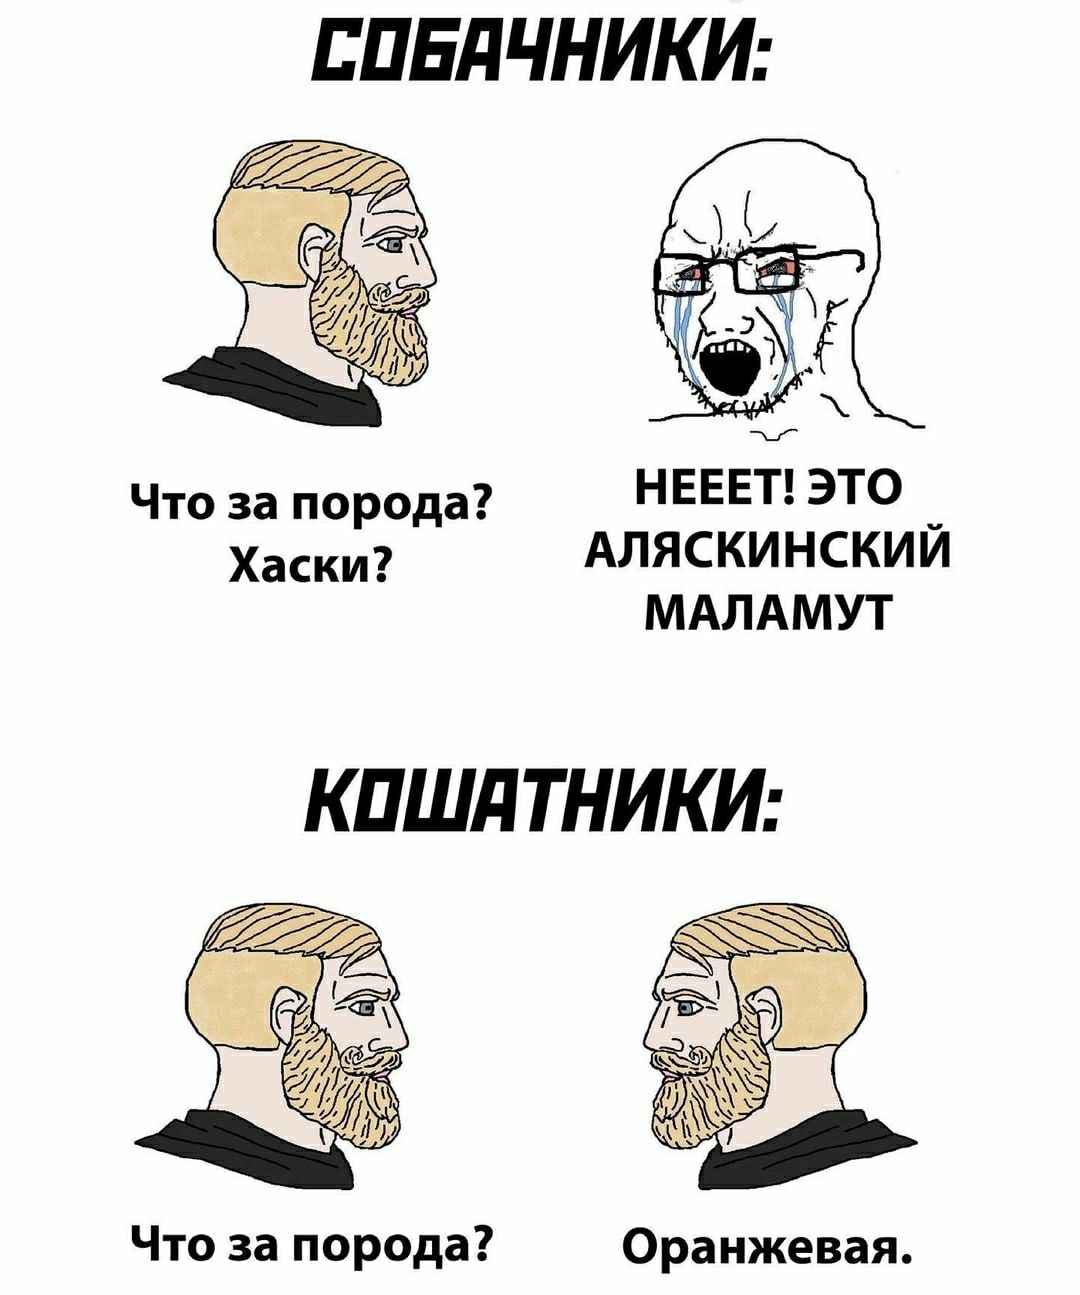 СОБАЧНИКИ:
Что за порода?
Хаски?
НЕЕЕТ! ЭТО
АЛЯСКИНСКИЙ
МАЛАМУТ
КОШАТНИКИ:
Что за порода?
Оранжевая.